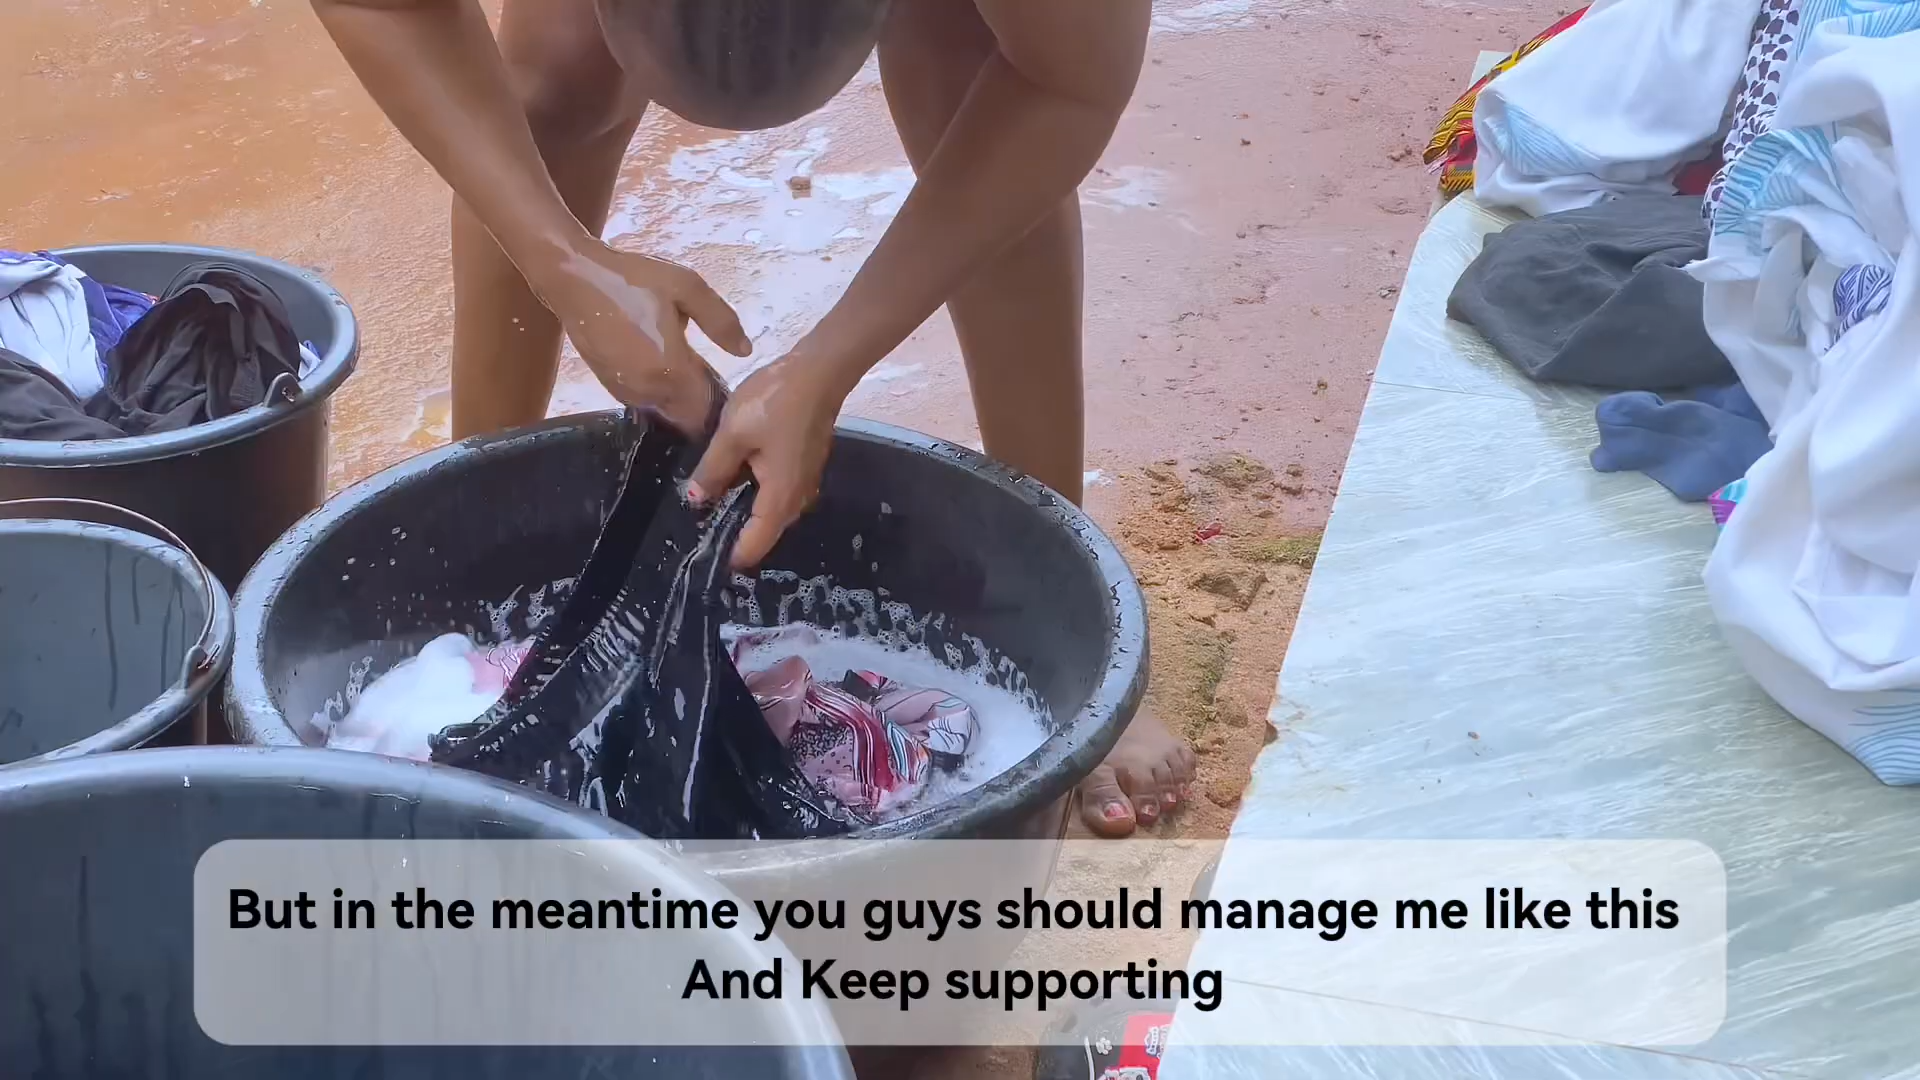 But in the meantime you guys should manage me like this
And Keep supporting